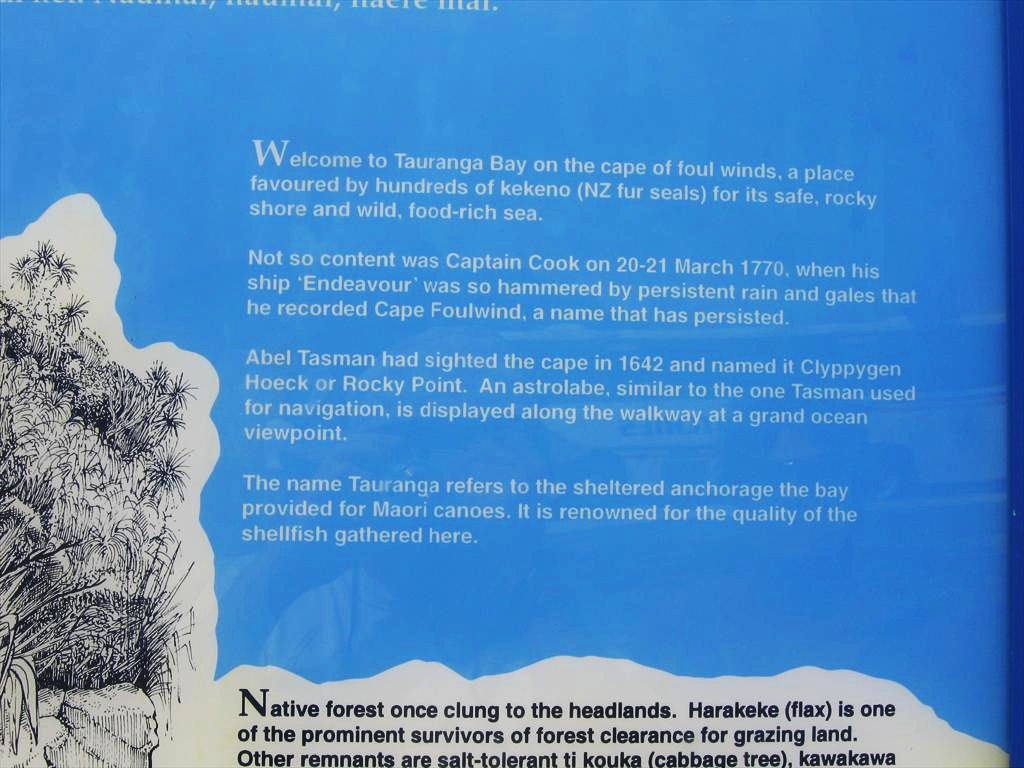 haere mai.
Welcome to Tauranga Bay on the cape of foul winds, a place
favoured by hundreds of kekeno (NZ fur seals) for its safe, rocky
shore and wild, food-rich sea.
Not so content was Captain Cook on 20-21 March 1770, when his
ship ‘Endeavour’ was so hammered by persistent rain and gales that
he recorded Cape Foulwind, a name that has persisted.
Abel Tasman had sighted the cape in 1642 and named it Clyppygen
Hoeck or Rocky Point. An astrolabe, similar to the one Tasman used
for navigation, is displayed along the walkway at a grand ocean
viewpoint.
The name Tauranga refers to the sheltered anchorage the bay
provided for Maori canoes. It is renowned for the quality of the
shellfish gathered here.
Native forest once clung to the headlands. Harakeke (flax) is one
of the prominent survivors of forest clearance for grazing land.
Other remnants are salt-tolerant ti kouka (cabbage tree), kawakawa